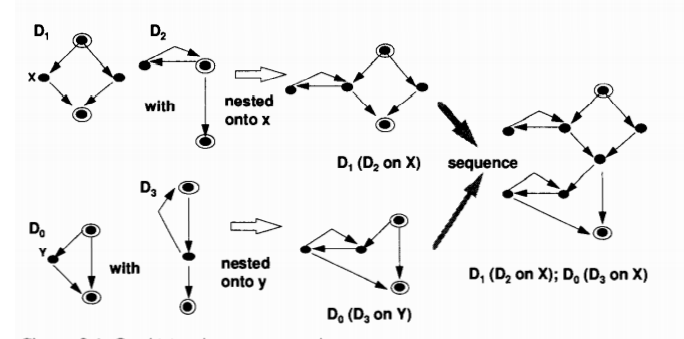 D1
D2
X
with
nested
onto x
D1 (D2 on X)
sequence
D3
D0
Y
with
nested
onto y
D0 (D3 on Y)
D1 (D2 on X); D0 (D3 on X)